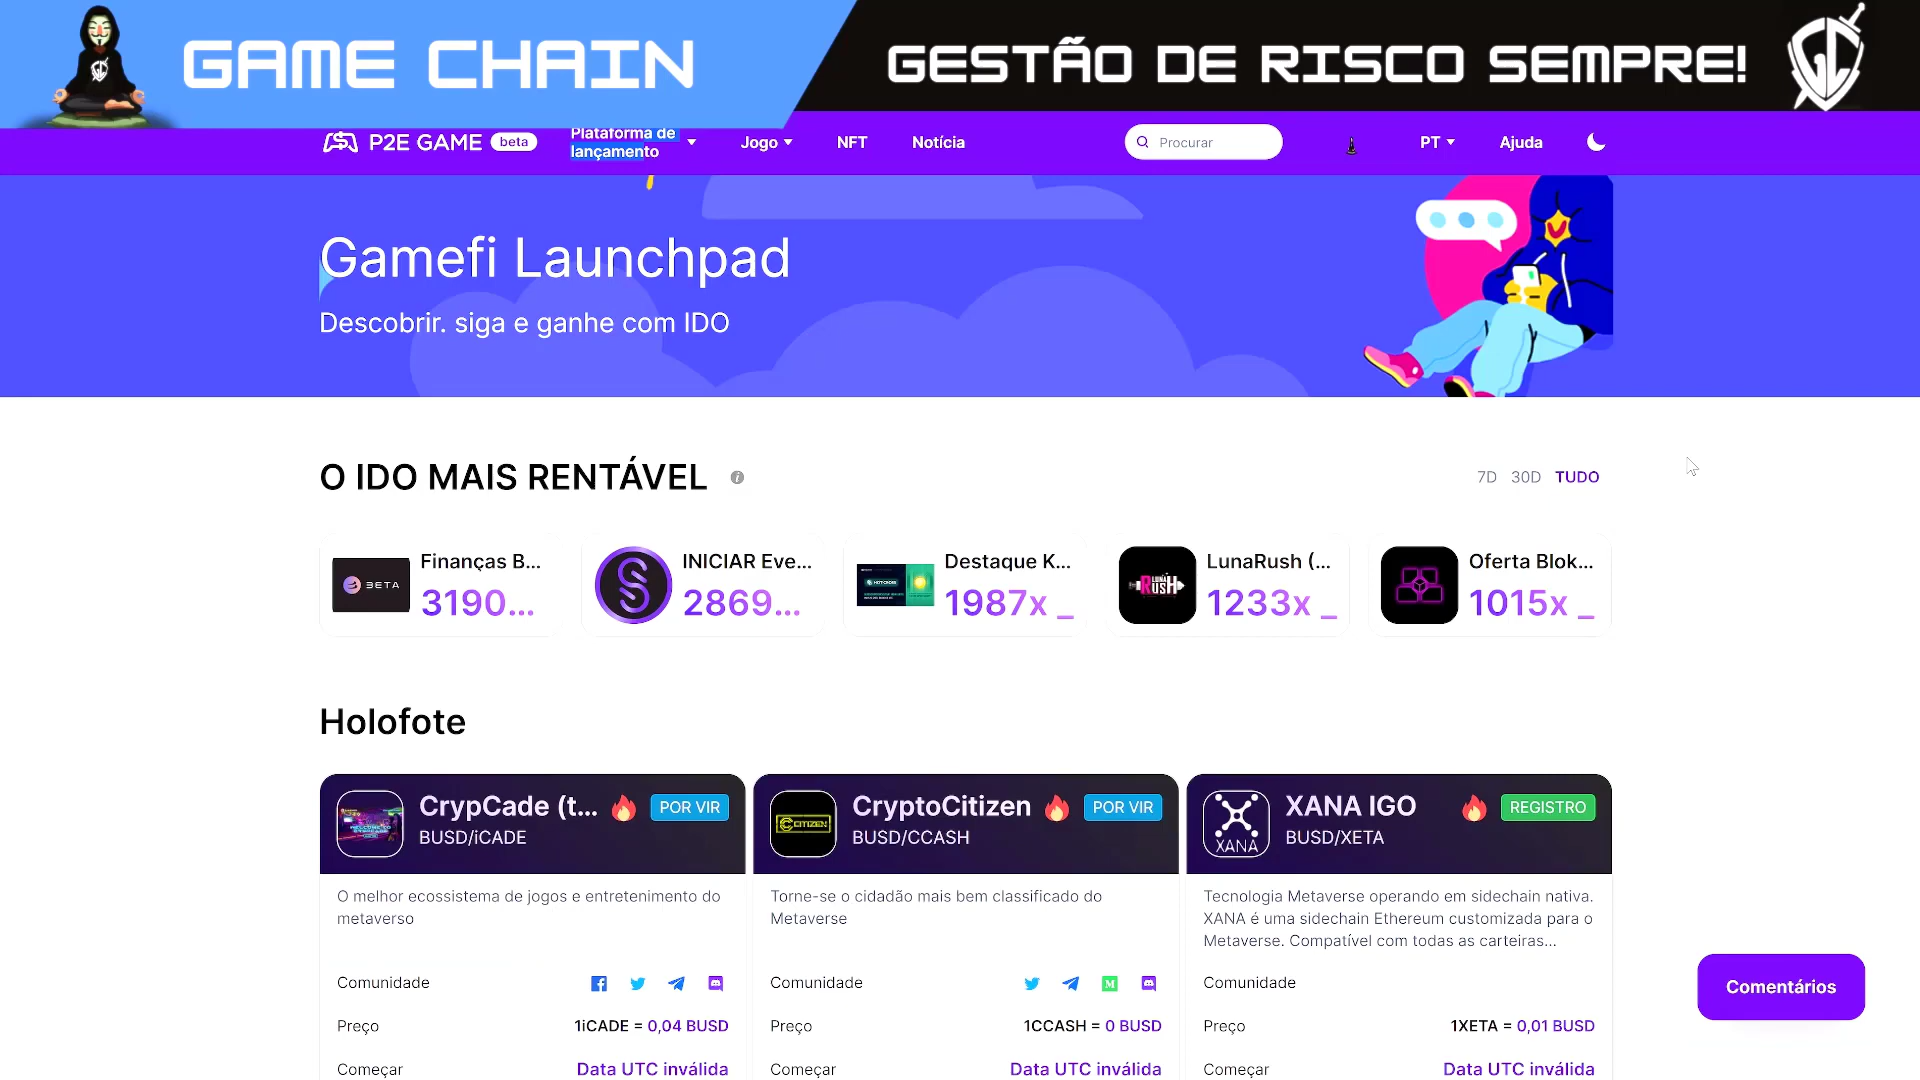 GAME CHAIN
GESTÃO DE RISCO SEMPRE!
P2E GAME beta
Plataforma de
lançamento
Jogo
NFT
Notícia
Procurar
PT
Ajuda
Gamefi Launchpad
Descobrir. siga e ganhe com IDO
O IDO MAIS RENTÁVEL
7D 30D TUDO
BETA
Finanças B...
3190...
INICIAR Eve...
2869...
Destaque K...
1987x _
LUNA RUSH
LunaRush (...
1233x _
Oferta Blok...
1015x _
Holofote
CrypCade (t...
POR VIR
BUSD/iCADE
O melhor ecossistema de jogos e entretenimento do
metaverso
Comunidade
Preço
1iCADE = 0,04 BUSD
Começar
Data UTC inválida
CITIZEN
CryptoCitizen
POR VIR
BUSD/CCASH
Torne-se o cidadão mais bem classificado do
Metaverse
Comunidade
M
Preço
1CCASH = 0 BUSD
Começar
Data UTC inválida
XANA
XANA IGO
REGISTRO
BUSD/XETA
Tecnologia Metaverse operando em sidechain nativa.
XANA é uma sidechain Ethereum customizada para o
Metaverse. Compatível com todas as carteiras...
Comunidade
Preço
1XETA = 0,01 BUSD
Começar
Data UTC inválida
Comentários